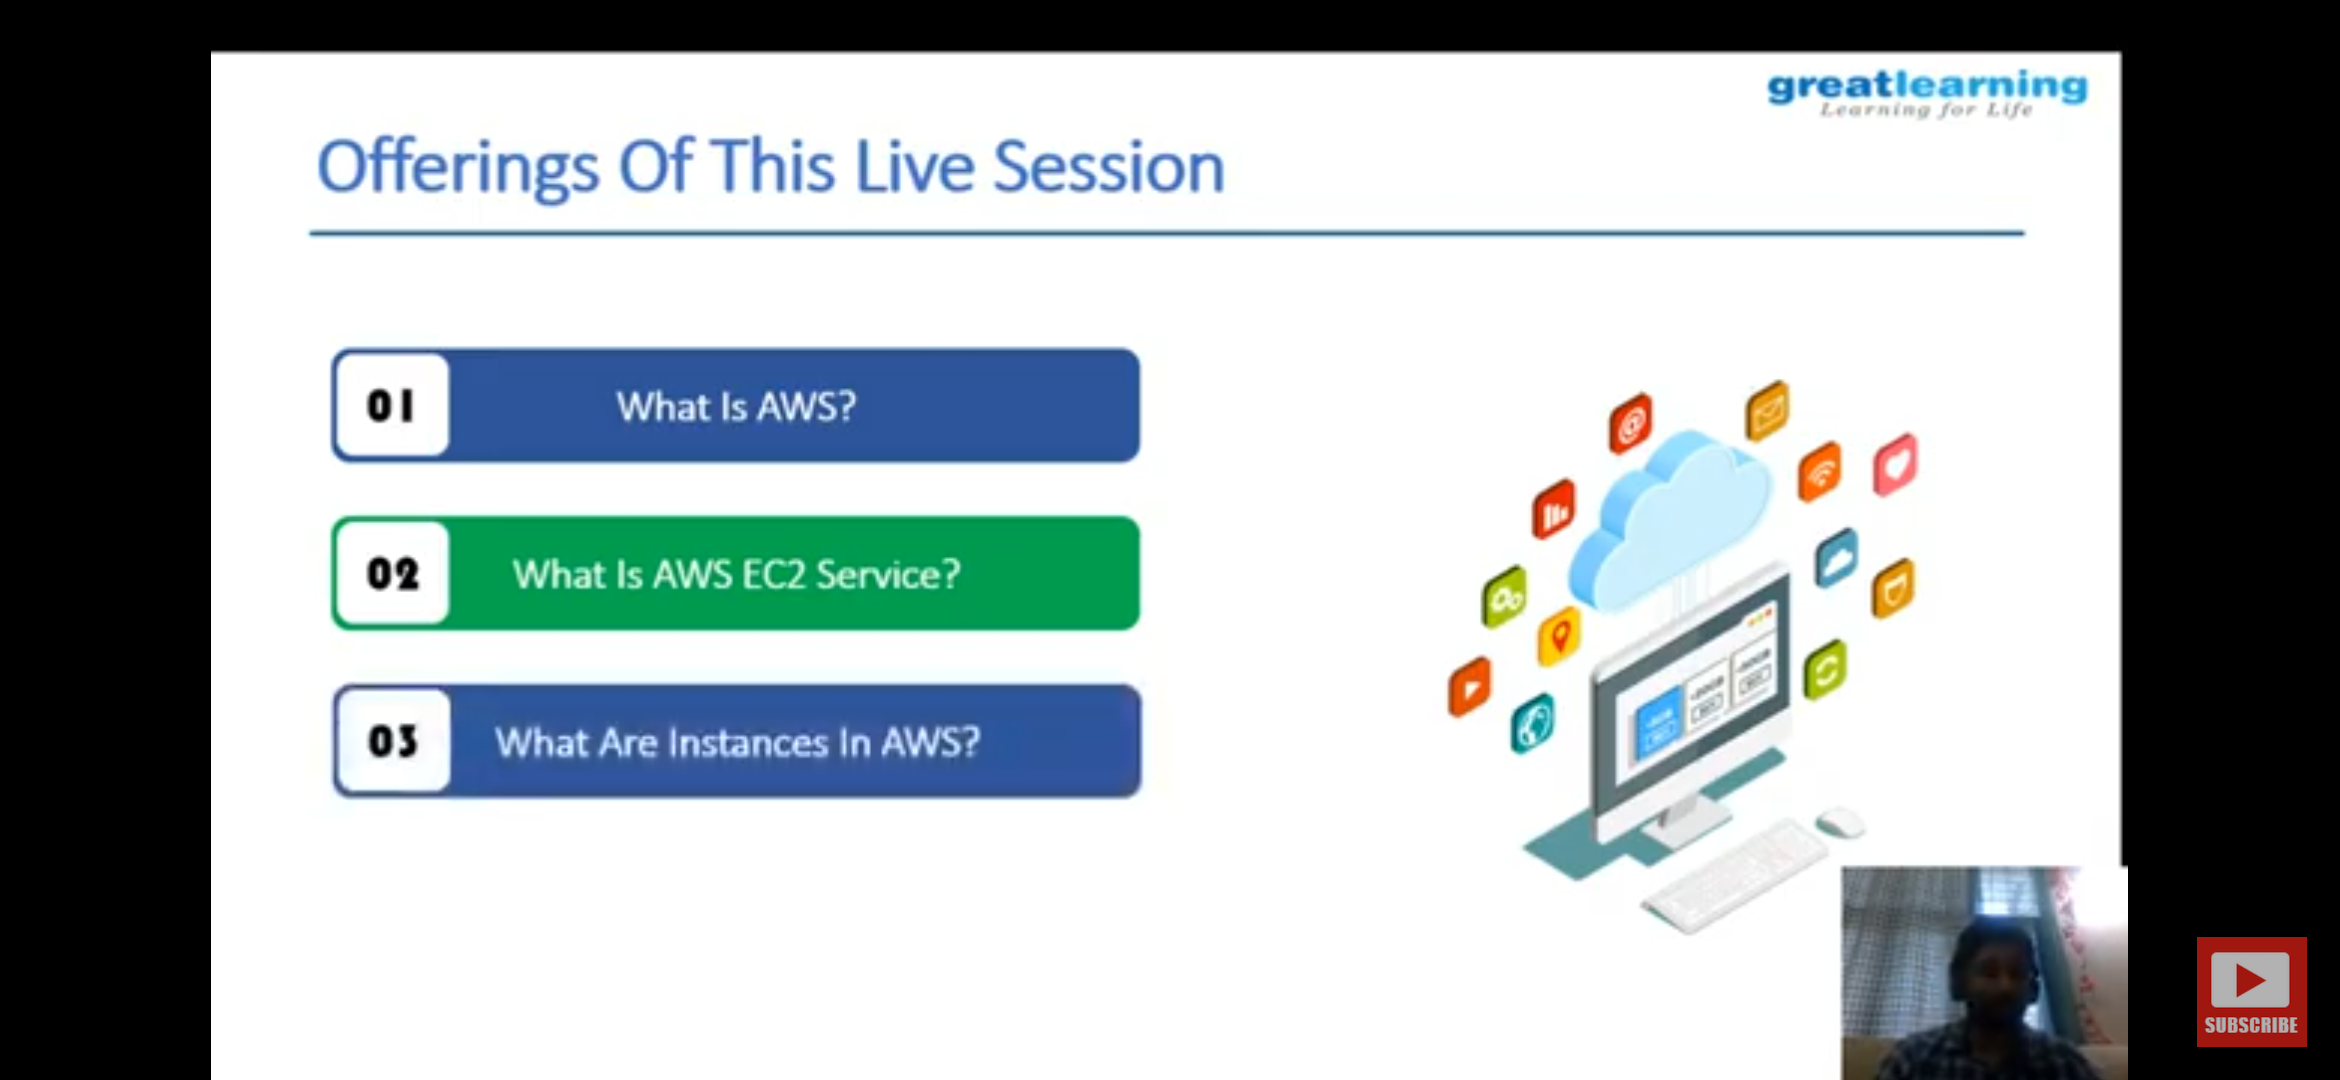 greatlearning
Learning for Life
Offerings Of This Live Session
01 What Is AWS?
02 What Is AWS EC2 Service?
03 What Are Instances In AWS?
SUBSCRIBE